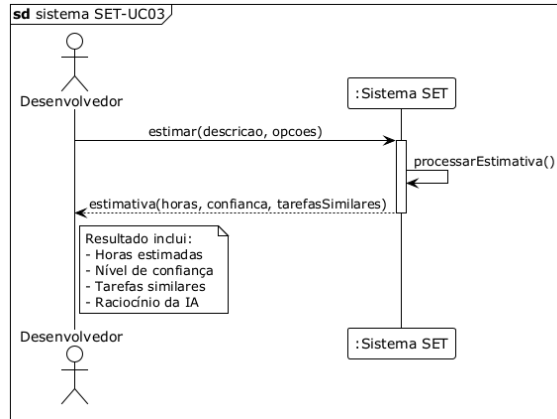 sd sistema SET-UC03
Desenvolvedor
:Sistema SET
estimar(descricao, opcoes)
processarEstimativa()
estimativa(horas, confianca, tarefasSimilares)
Resultado inclui:
- Horas estimadas
- Nível de confiança
- Tarefas similares
- Raciocínio da IA
Desenvolvedor
:Sistema SET